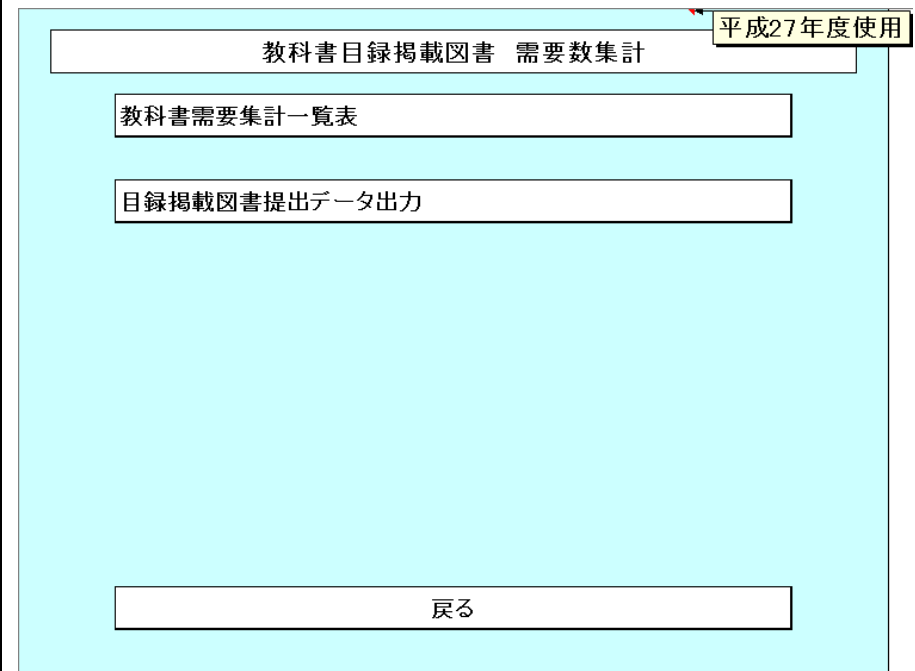 平成27年度使用
教科書目録掲載図書　需要数集計
教科書需要集計一覧表
目録掲載図書提出データ出力
戻る